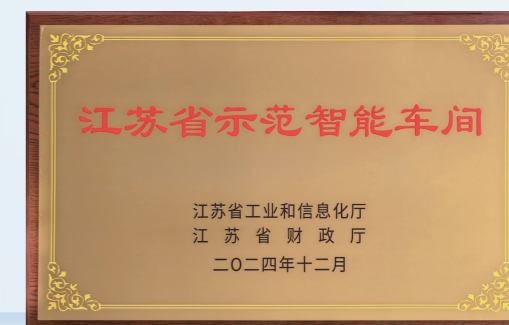 江苏省示范智能车间
江苏省工业和信息化厅
江苏省财政厅
二〇二四年十二月